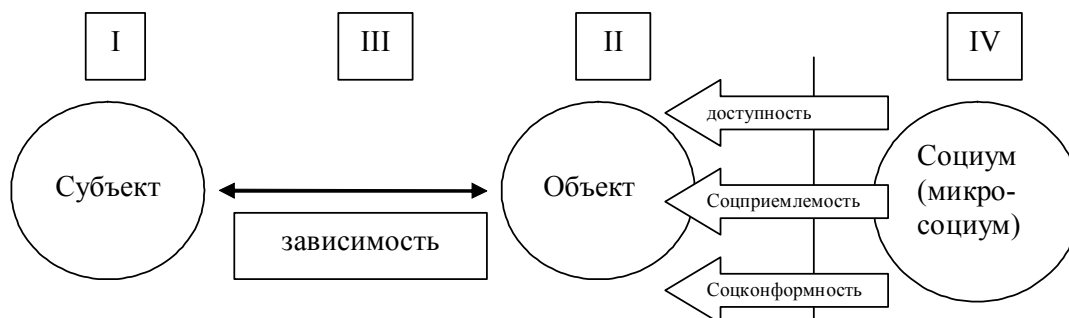 I
III
II
IV
Субъект
зависимость
Объект
доступность
Соцприемлемость
Соцконформность
Социум
(микро-
социум)